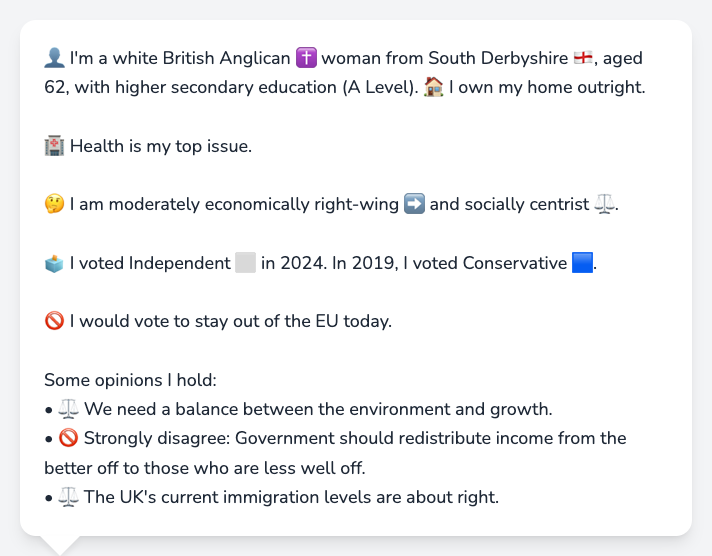 👤 I'm a white British Anglican ✝️ woman from South Derbyshire 🏴󠁧󠁢󠁥󠁮󠁧󠁿, aged
62, with higher secondary education (A Level). 🏠 I own my home outright.
🏥 Health is my top issue.
🤔 I am moderately economically right-wing ➡️ and socially centrist ⚖️.
🗳️ I voted Independent ⬜ in 2024. In 2019, I voted Conservative 🟦.
🚫 I would vote to stay out of the EU today.
Some opinions I hold:
• ⚖️ We need a balance between the environment and growth.
• 🚫 Strongly disagree: Government should redistribute income from the
better off to those who are less well off.
• ⚖️ The UK's current immigration levels are about right.